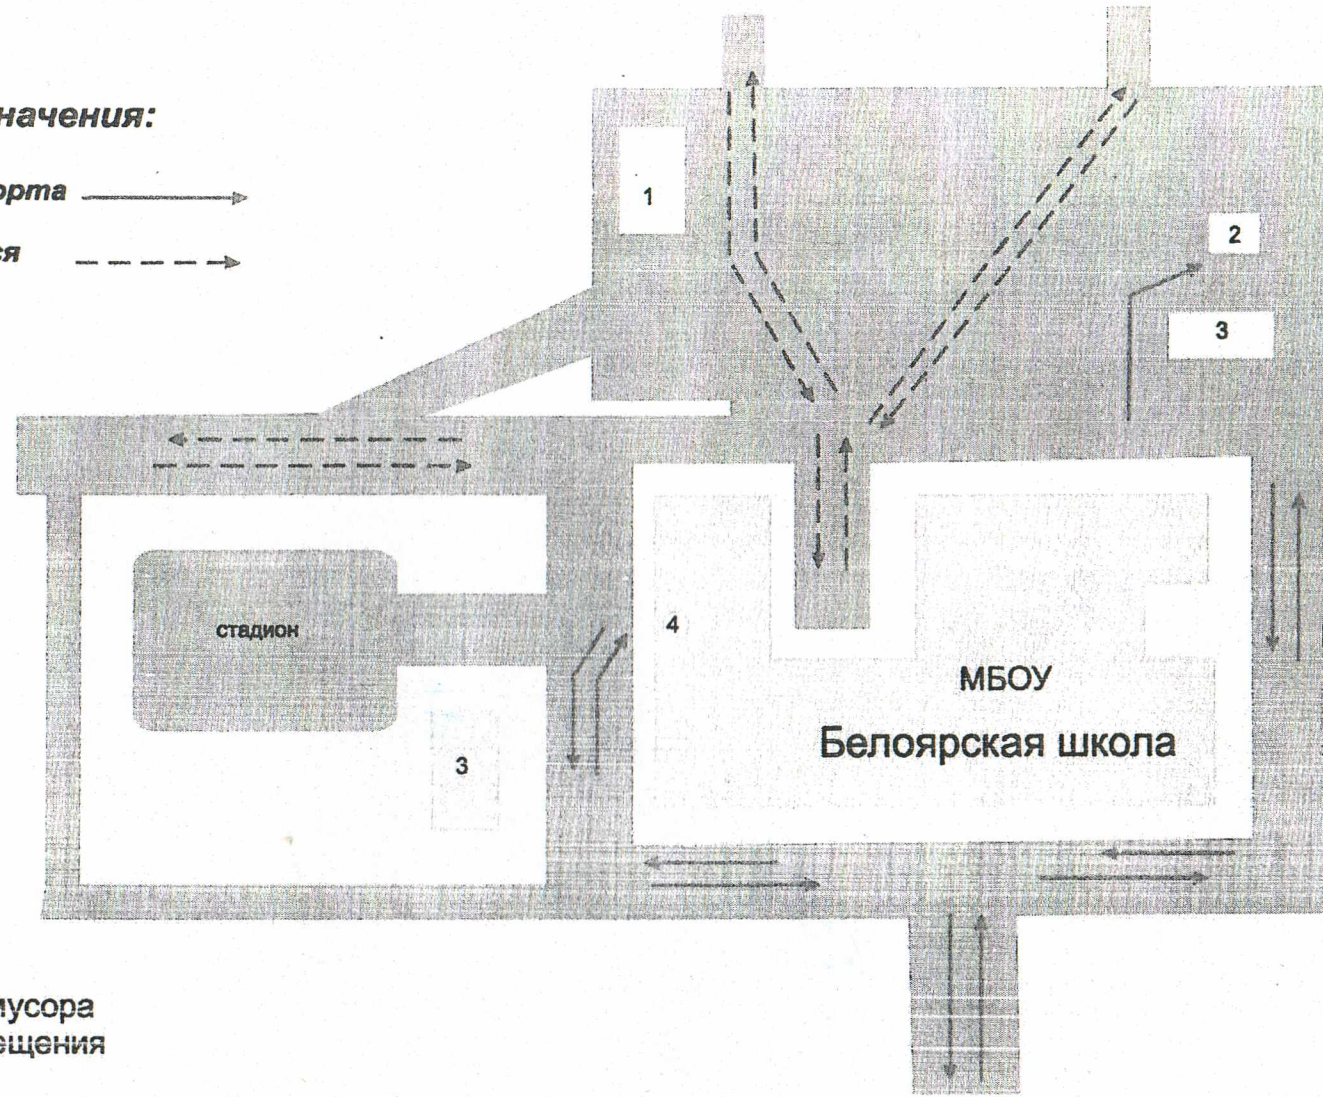 начения:
орта
ся
1
2
3
стадион
4
МБОУ
Белоярская школа
3
мусора
ещения